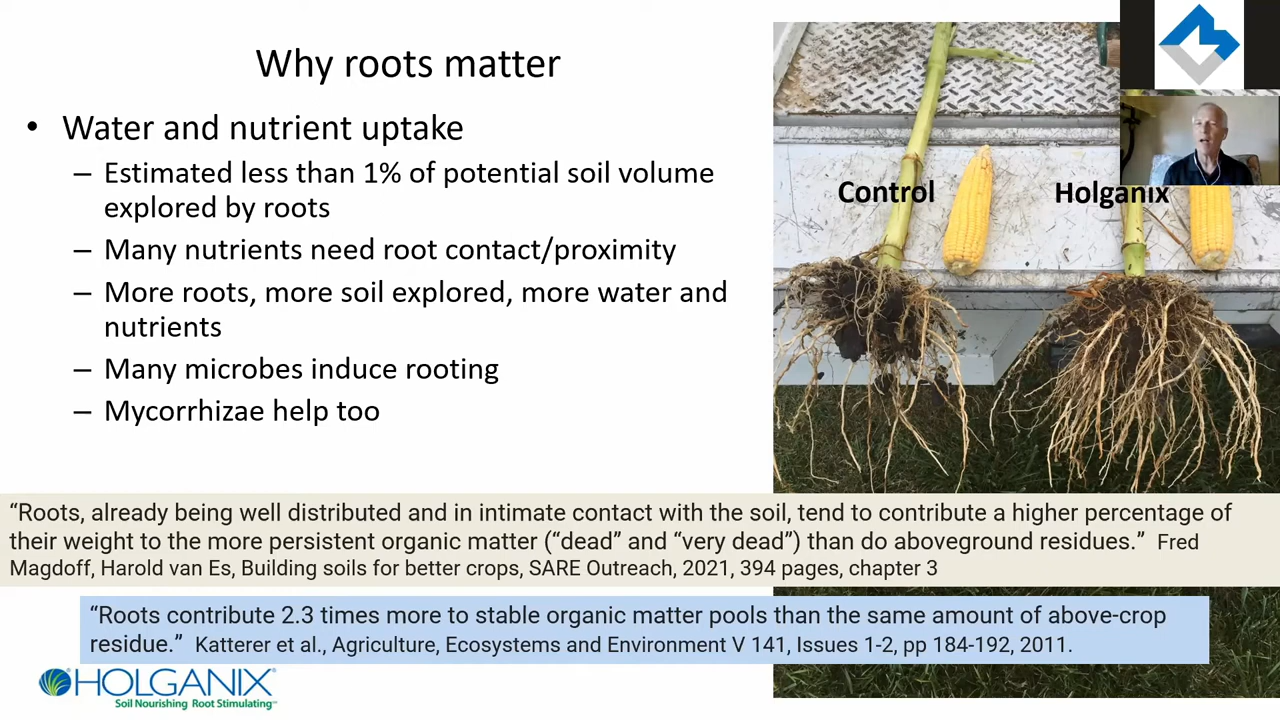 Why roots matter
• Water and nutrient uptake
– Estimated less than 1% of potential soil volume
explored by roots
– Many nutrients need root contact/proximity
– More roots, more soil explored, more water and
nutrients
– Many microbes induce rooting
– Mycorrhizae help too
Control
Holganix
“Roots, already being well distributed and in intimate contact with the soil, tend to contribute a higher percentage of
their weight to the more persistent organic matter (“dead” and “very dead”) than do aboveground residues.” Fred
Magdoff, Harold van Es, Building soils for better crops, SARE Outreach, 2021, 394 pages, chapter 3
“Roots contribute 2.3 times more to stable organic matter pools than the same amount of above-crop
residue.” Katterer et al., Agriculture, Ecosystems and Environment V 141, Issues 1-2, pp 184-192, 2011.
HOLGANIX
Soil Nourishing Root Stimulating™